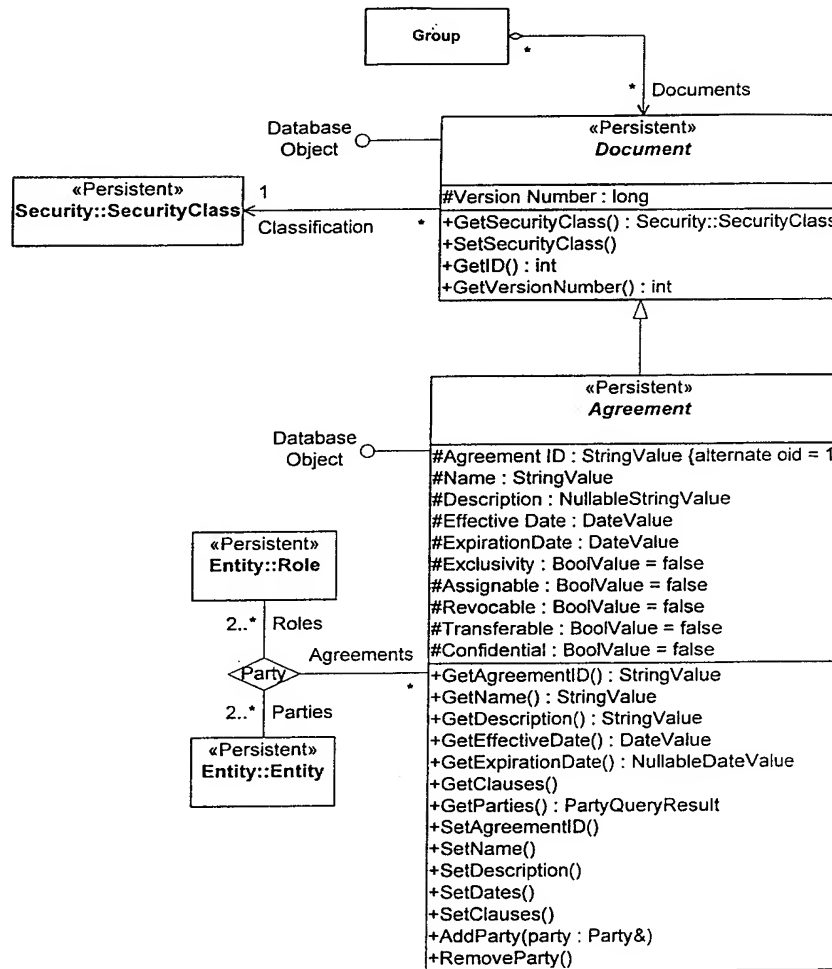 Group
*
* Documents
Database
Object
«Persistent»
Document
#Version Number : long
+GetSecurityClass() : Security::SecurityClass
+SetSecurityClass()
+GetID() : int
+GetVersionNumber() : int
«Persistent»
Security::SecurityClass
1
Classification
*
«Persistent»
Agreement
Database
Object
#Agreement ID : StringValue {alternate oid = 1
#Name : StringValue
#Description : NullableStringValue
#Effective Date : DateValue
#ExpirationDate : DateValue
#Exclusivity : BoolValue = false
#Assignable : BoolValue = false
#Revocable : BoolValue = false
#Transferable : BoolValue = false
#Confidential : BoolValue = false
+GetAgreementID() : StringValue
+GetName() : StringValue
+GetDescription() : StringValue
+GetEffectiveDate() : DateValue
+GetExpirationDate() : NullableDateValue
+GetClauses()
+GetParties() : PartyQueryResult
+SetAgreementID()
+SetName()
+SetDescription()
+SetDates()
+SetClauses()
+AddParty(party : Party&)
+RemoveParty()
«Persistent»
Entity::Role
2..* Roles
Party
Agreements
*
2..* Parties
«Persistent»
Entity::Entity